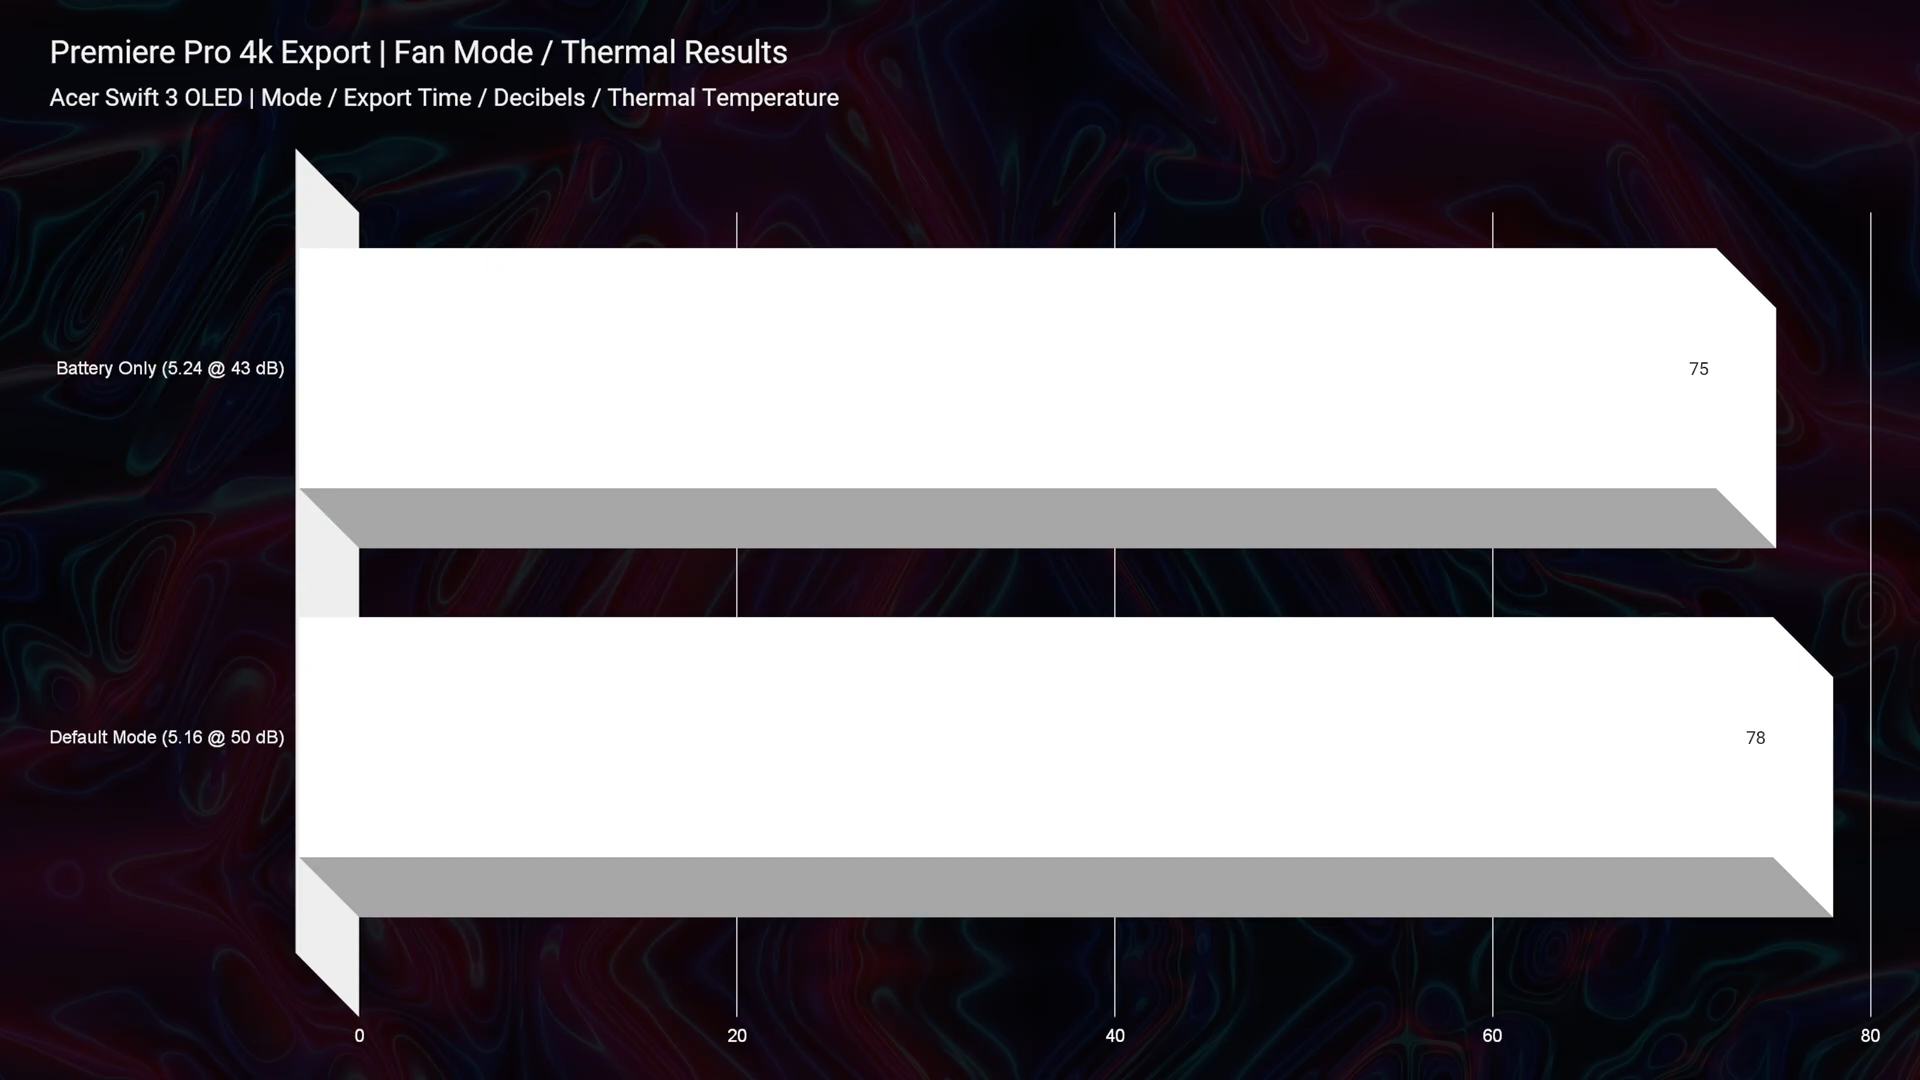 Premiere Pro 4k Export | Fan Mode / Thermal Results
Acer Swift 3 OLED | Mode / Export Time / Decibels / Thermal Temperature
Battery Only (5.24 @ 43 dB)
75
Default Mode (5.16 @ 50 dB)
78
0
20
40
60
80